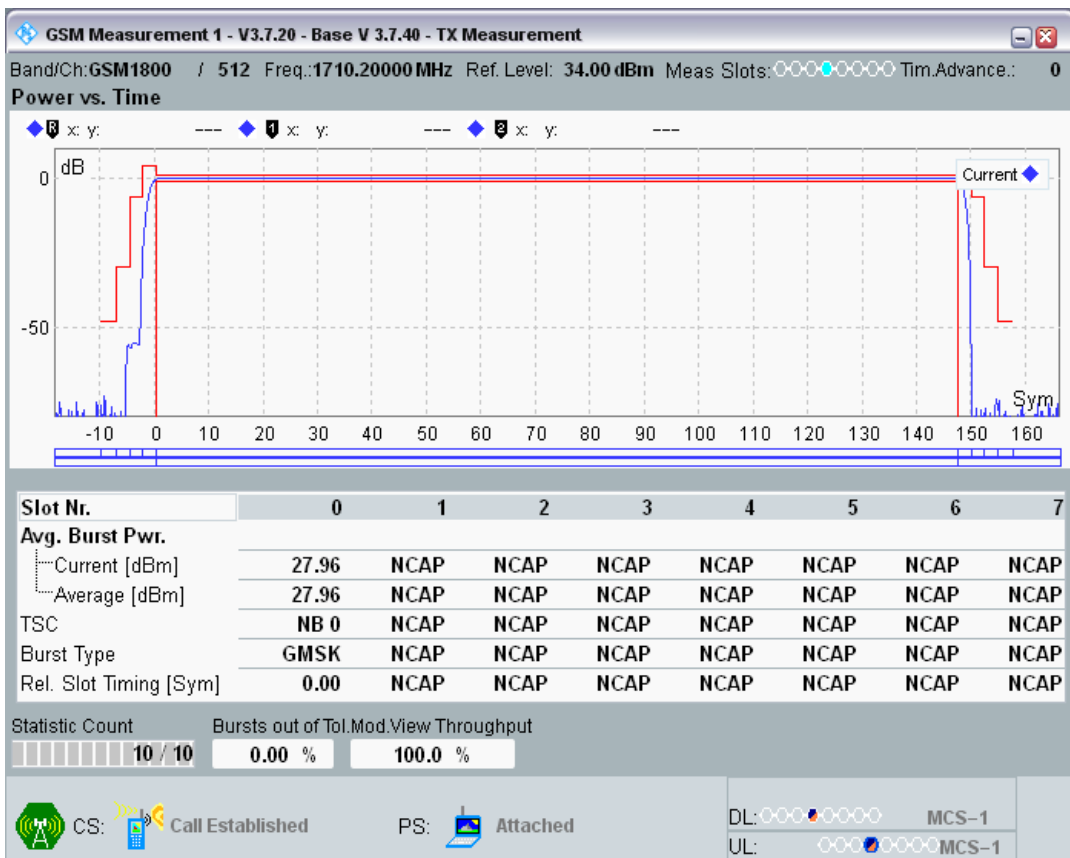 GSM Measurement 1 - V3.7.20 - Base V 3.7.40 - TX Measurement
Band/Ch:GSM1800 / 512 Freq.:1710.20000 MHz Ref. Level: 34.00 dBm Meas Slots: Tim.Advance.: 0
Power vs. Time
R x: y: --- 1 x: y: --- 2 x: y: ---
dB
Current
0
-50
Sym
-10 0 10 20 30 40 50 60 70 80 90 100 110 120 130 140 150 160
Slot Nr. 0 1 2 3 4 5 6 7
Avg. Burst Pwr.
Current [dBm] 27.96 NCAP NCAP NCAP NCAP NCAP NCAP NCAP
Average [dBm] 27.96 NCAP NCAP NCAP NCAP NCAP NCAP NCAP
TSC NB 0 NCAP NCAP NCAP NCAP NCAP NCAP NCAP
Burst Type GMSK NCAP NCAP NCAP NCAP NCAP NCAP NCAP
Rel. Slot Timing [Sym] 0.00 NCAP NCAP NCAP NCAP NCAP NCAP NCAP
Statistic Count Bursts out of Tol.Mod.View Throughput
10 / 10 0.00 % 100.0 %
CS: Call Established PS: Attached
DL: MCS-1
UL: MCS-1